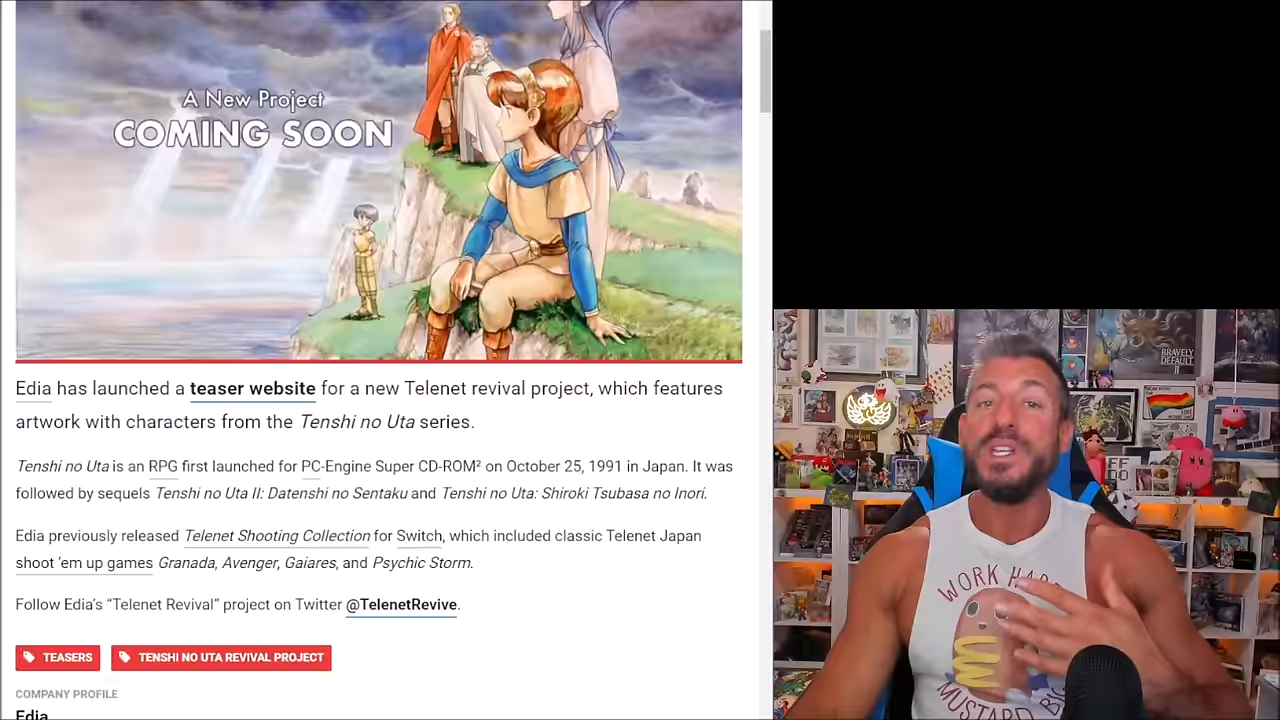 A New Project
COMING SOON
Edia has launched a teaser website for a new Telenet revival project, which features
artwork with characters from the Tenshi no Uta series.
Tenshi no Uta is an RPG first launched for PC-Engine Super CD-ROM² on October 25, 1991 in Japan. It was
followed by sequels Tenshi no Uta II: Datenshi no Sentaku and Tenshi no Uta: Shiroki Tsubasa no Inori.
Edia previously released Telenet Shooting Collection for Switch, which included classic Telenet Japan
shoot 'em up games Granada, Avenger, Gaiares, and Psychic Storm.
Follow Edia's “Telenet Revival” project on Twitter @TelenetRevive.
TEASERS
TENSHI NO UTA REVIVAL PROJECT
COMPANY PROFILE
Edia
BRAVELY
DEFAULT
II
WORK
MUSTARD